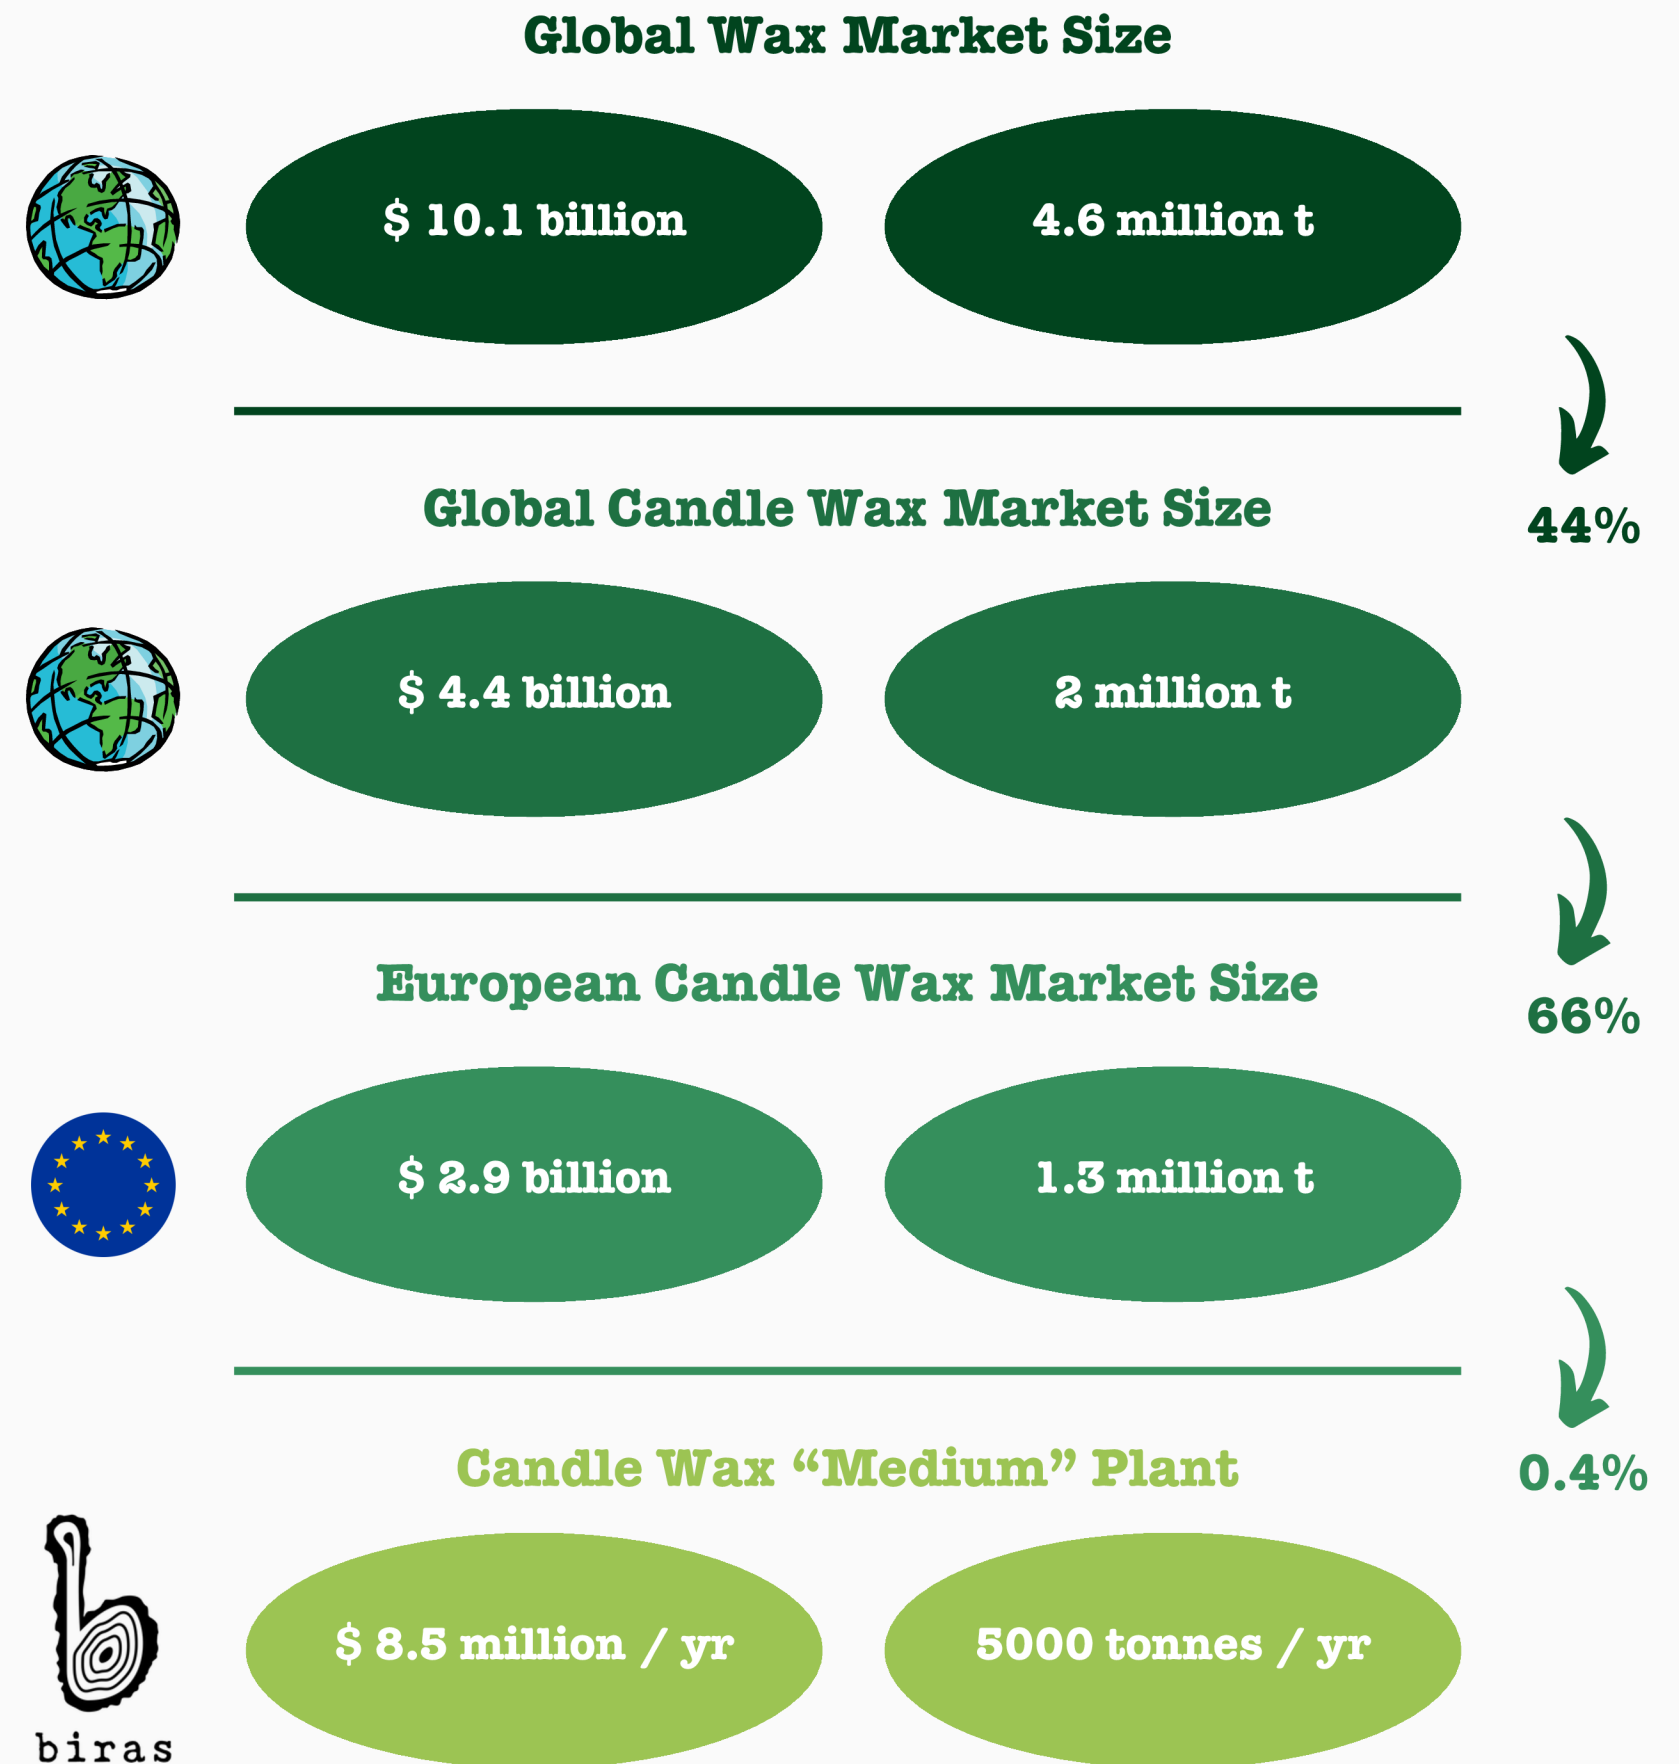 Global Wax Market Size
$ 10.1 billion
4.6 million t
44%
Global Candle Wax Market Size
$ 4.4 billion
2 million t
66%
European Candle Wax Market Size
$ 2.9 billion
1.3 million t
0.4%
Candle Wax “Medium” Plant
$ 8.5 million / yr
5000 tonnes / yr
biras